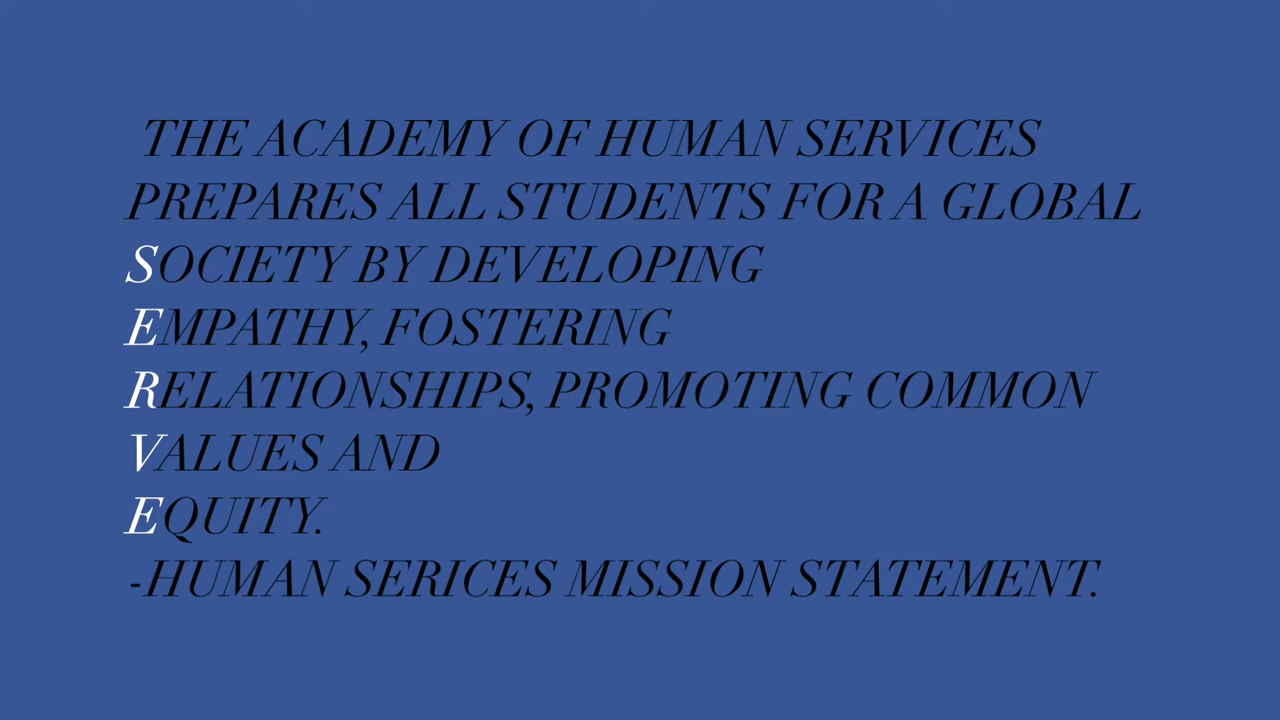 THE ACADEMY OF HUMAN SERVICES
PREPARES ALL STUDENTS FOR A GLOBAL
SOCIETY BY DEVELOPING
EMPATHY, FOSTERING
RELATIONSHIPS, PROMOTING COMMON
VALUES AND
EQUITY.
-HUMAN SERICES MISSION STATEMENT.